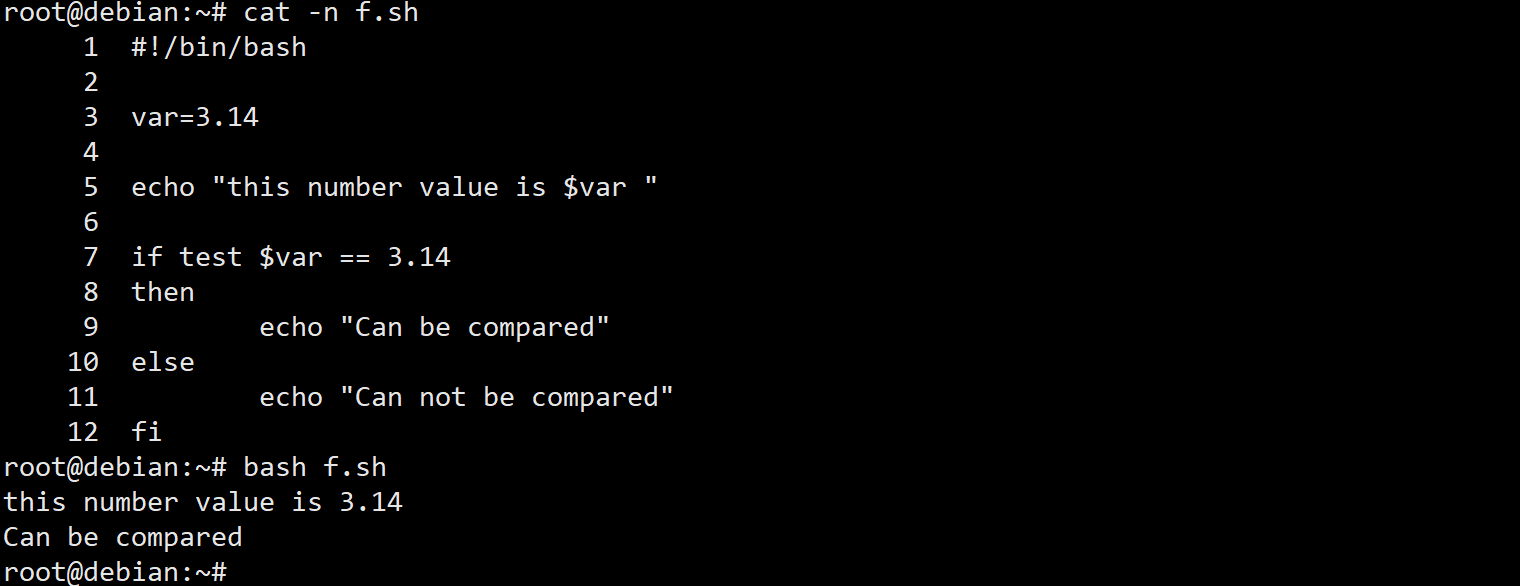 root@debian:~# cat -n f.sh
     1  #!/bin/bash
     2
     3  var=3.14
     4
     5  echo "this number value is $var "
     6
     7  if test $var == 3.14
     8  then
     9          echo "Can be compared"
    10  else
    11          echo "Can not be compared"
    12  fi
root@debian:~# bash f.sh
this number value is 3.14
Can be compared
root@debian:~#